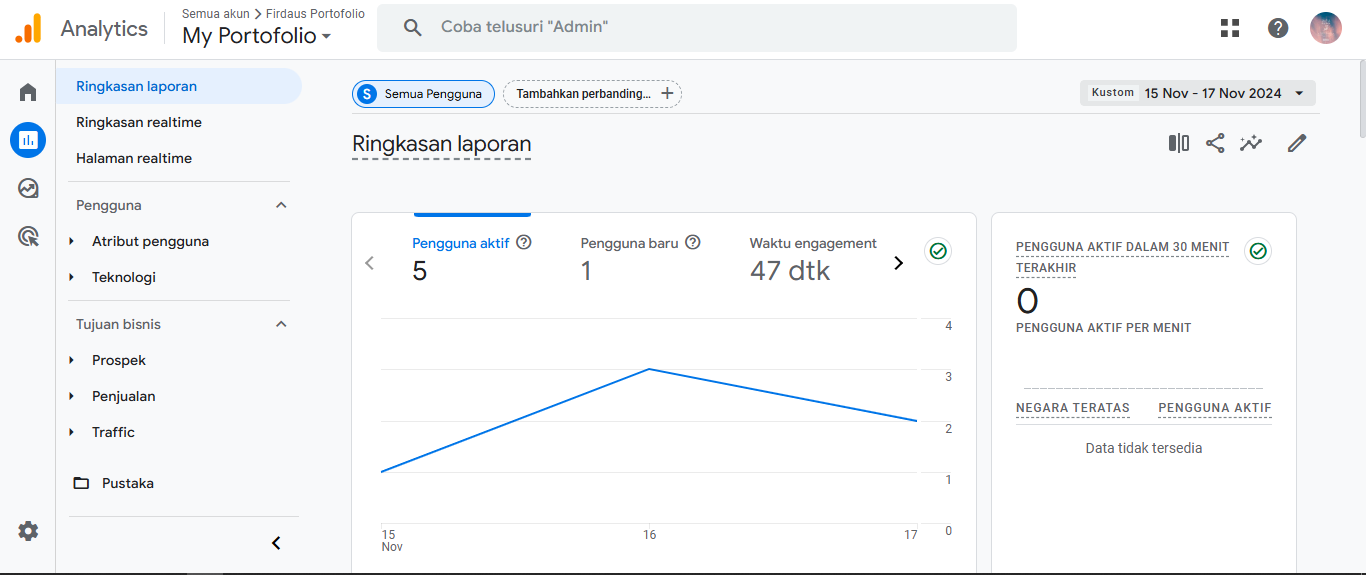 Analytics
Semua akun > Firdaus Portofolio
My Portofolio
Coba telusuri "Admin"
Ringkasan laporan
Ringkasan realtime
Halaman realtime
Pengguna
Atribut pengguna
Teknologi
Tujuan bisnis
Prospek
Penjualan
Traffic
Pustaka
S Semua Pengguna
Tambahkan perbanding... +
Kustom 15 Nov - 17 Nov 2024
Ringkasan laporan
Pengguna aktif
5
Pengguna baru
1
Waktu engagement
47 dtk
4
3
2
1
0
15
Nov
16
17
PENGGUNA AKTIF DALAM 30 MENIT
TERAKHIR
0
PENGGUNA AKTIF PER MENIT
NEGARA TERATAS PENGGUNA AKTIF
Data tidak tersedia